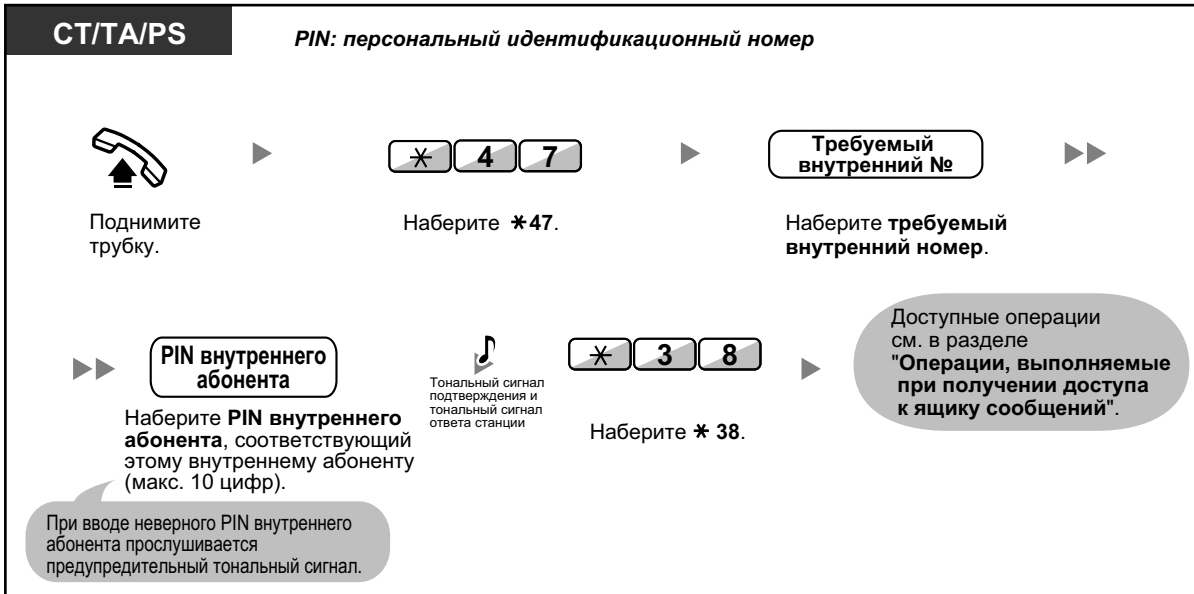 CT/TA/PS
PIN: персональный идентификационный номер
Поднимите
трубку.
* 4 7
Наберите *47.
Требуемый
внутренний №
Наберите требуемый
внутренний номер.
PIN внутреннего
абонента
Наберите PIN внутреннего
абонента, соответствующий
этому внутреннему абоненту
(макс. 10 цифр).
При вводе неверного PIN внутреннего
абонента прослушивается
предупредительный тональный сигнал.
Тональный сигнал
подтверждения и
тональный сигнал
ответа станции
* 3 8
Наберите * 38.
Доступные операции
см. в разделе
"Операции, выполняемые
при получении доступа
к ящику сообщений".